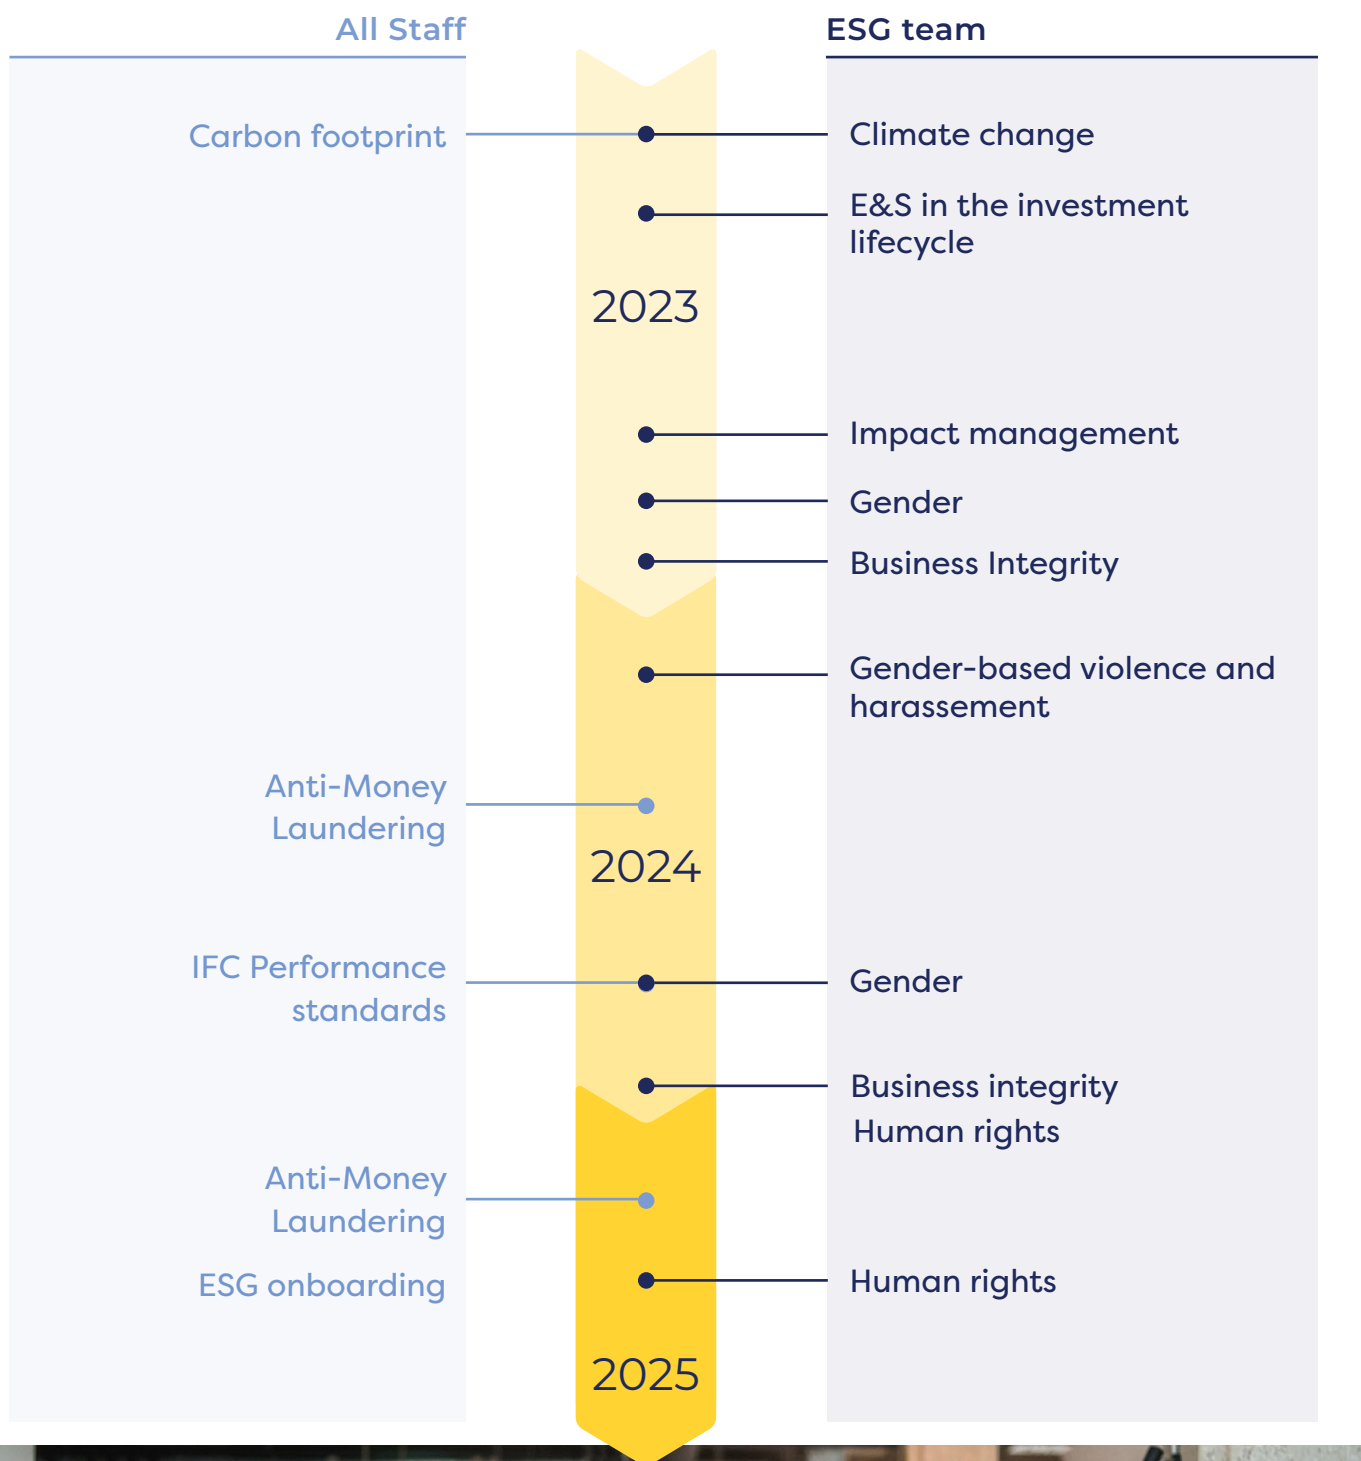 All Staff
ESG team
Carbon footprint
Climate change
E&S in the investment
lifecycle
2023
Impact management
Gender
Business Integrity
Gender-based violence and
harassement
Anti-Money
Laundering
2024
IFC Performance
standards
Gender
Business integrity
Human rights
Anti-Money
Laundering
ESG onboarding
Human rights
2025